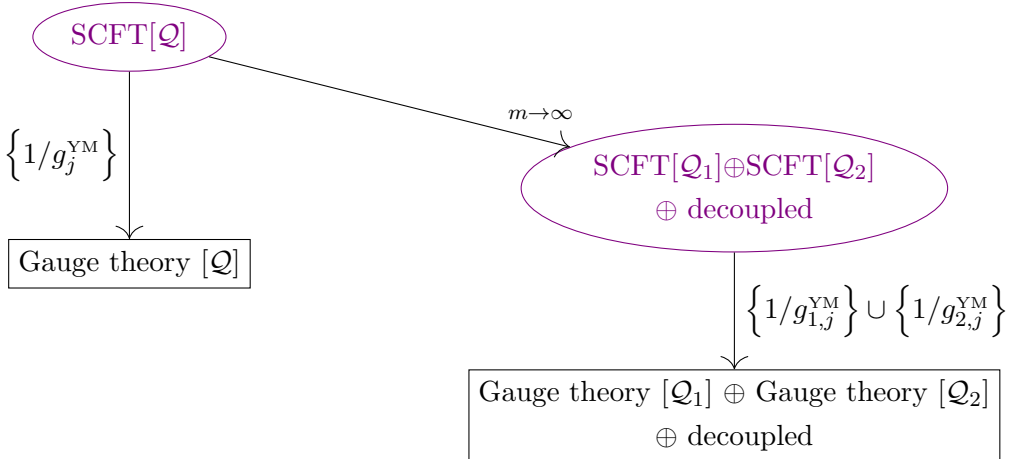 SCFT[𝒬]
m→∞
{1/g_j^YM}
SCFT[𝒬₁]⊕SCFT[𝒬₂]
⊕ decoupled
Gauge theory [𝒬]
{1/g_{1,j}^YM} ∪ {1/g_{2,j}^YM}
Gauge theory [𝒬₁] ⊕ Gauge theory [𝒬₂]
⊕ decoupled